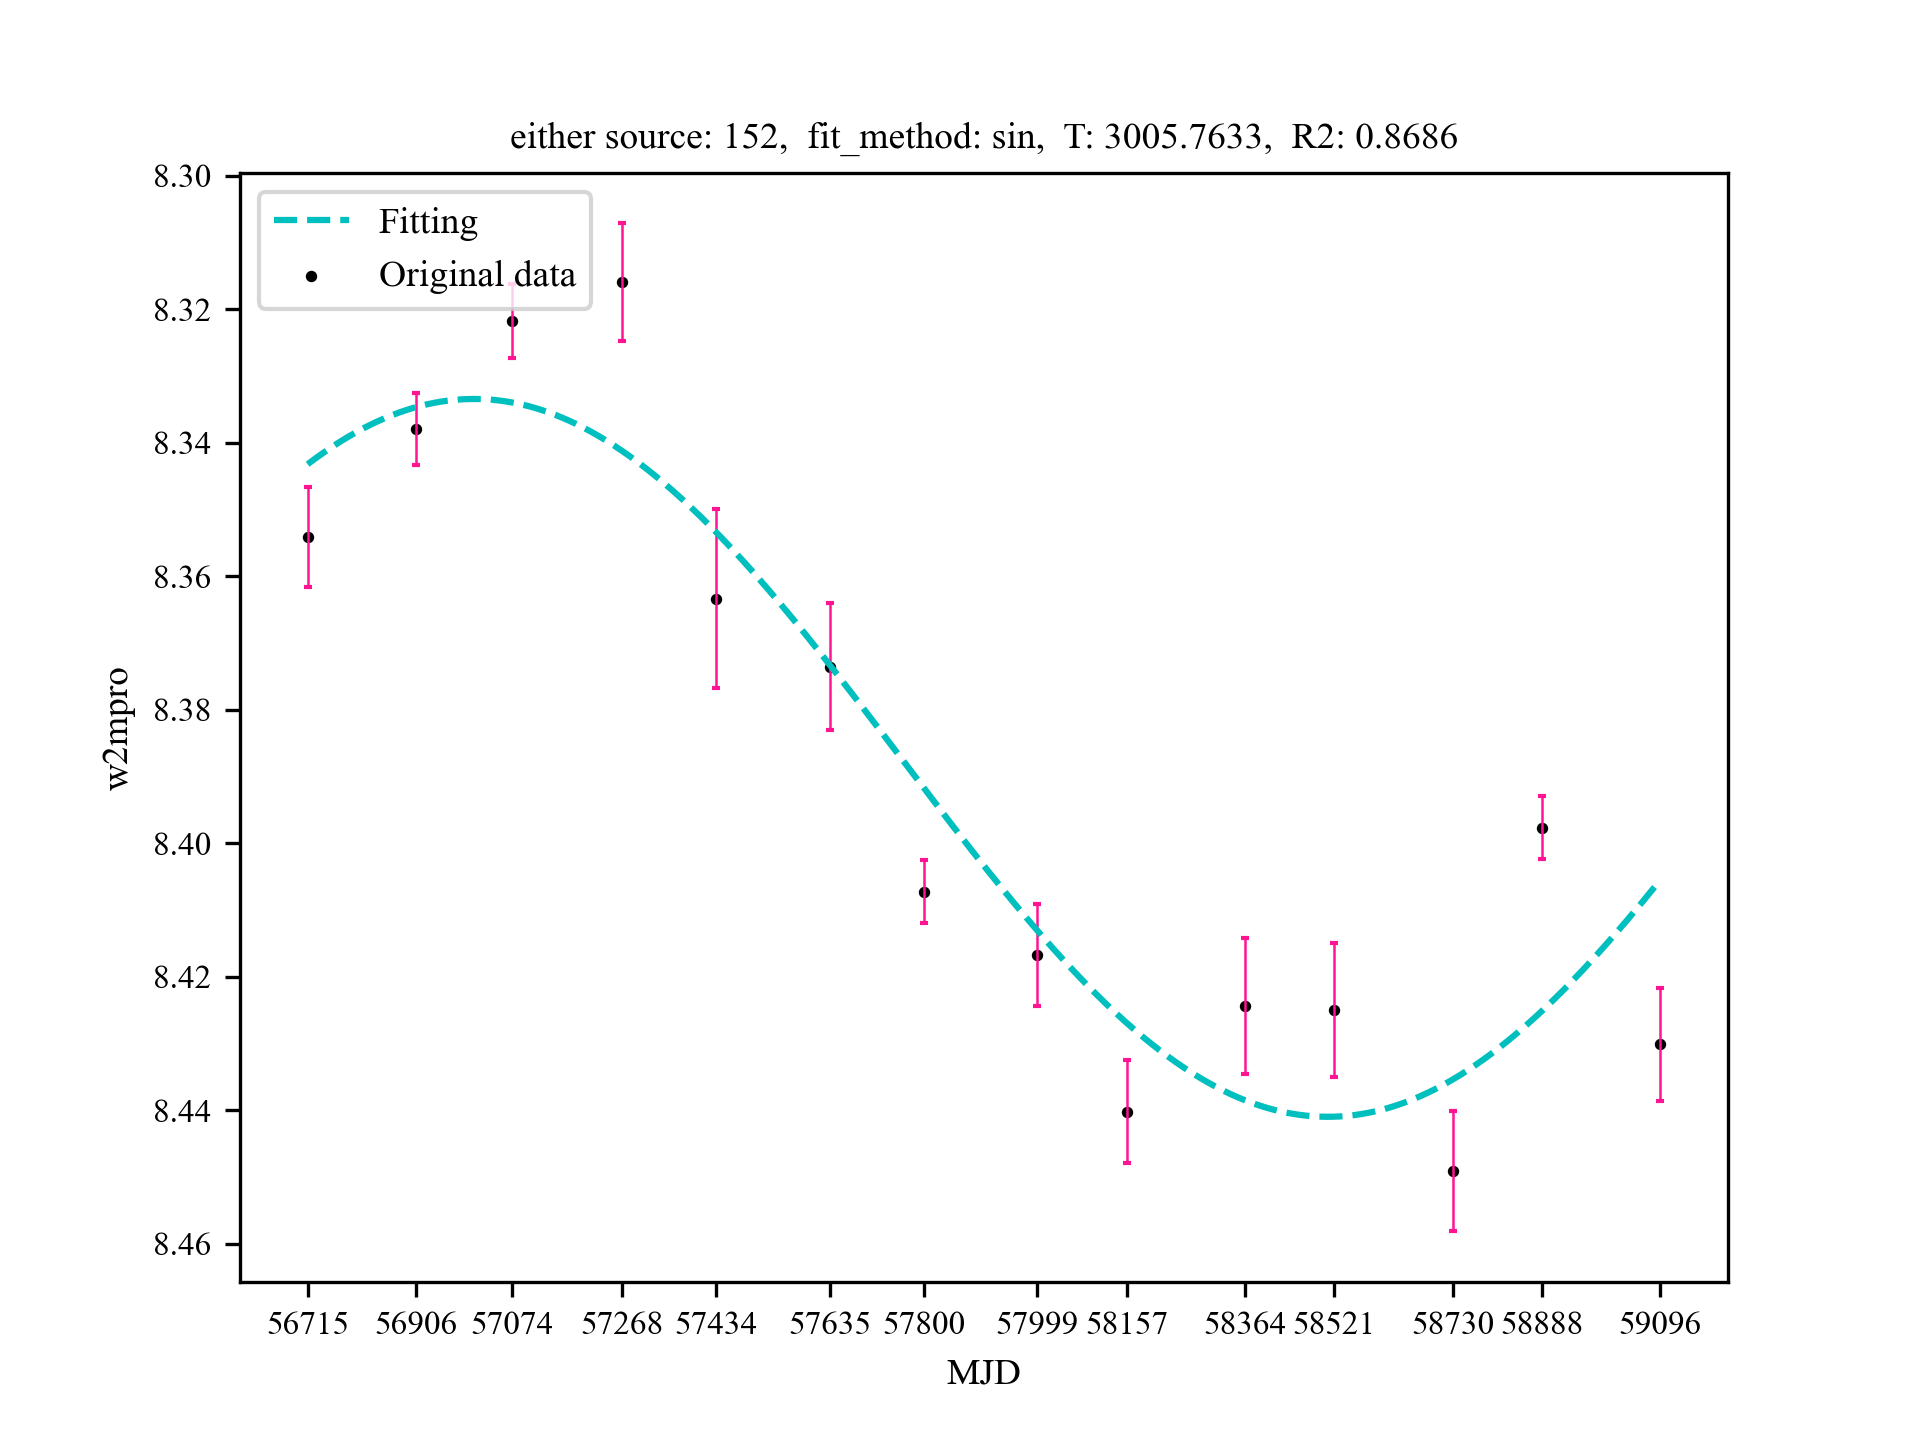 either source: 152,  fit_method: sin,  T: 3005.7633,  R2: 0.8686
Fitting
Original data
8.30
8.32
8.34
8.36
8.38
8.40
8.42
8.44
8.46
w2mpro
56715 56906 57074 57268 57434 57635 57800 57999 58157 58364 58521 58730 58888 59096
MJD